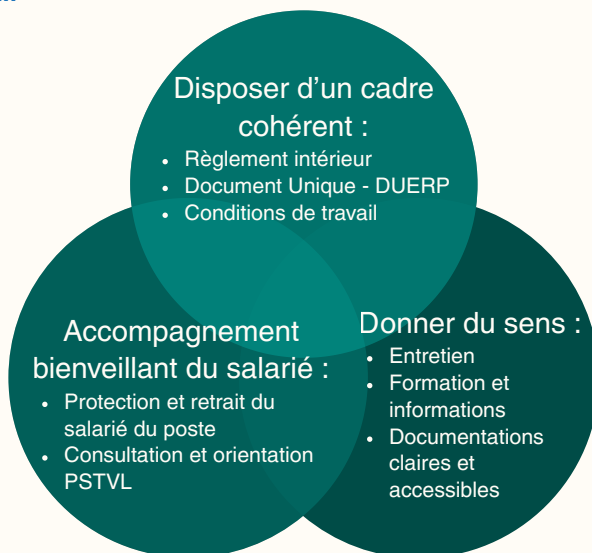 Disposer d'un cadre
cohérent :
• Règlement intérieur
• Document Unique - DUERP
• Conditions de travail
Accompagnement
bienveillant du salarié :
• Protection et retrait du
salarié du poste
• Consultation et orientation
PSTVL
Donner du sens :
• Entretien
• Formation et
informations
• Documentations
claires et
accessibles